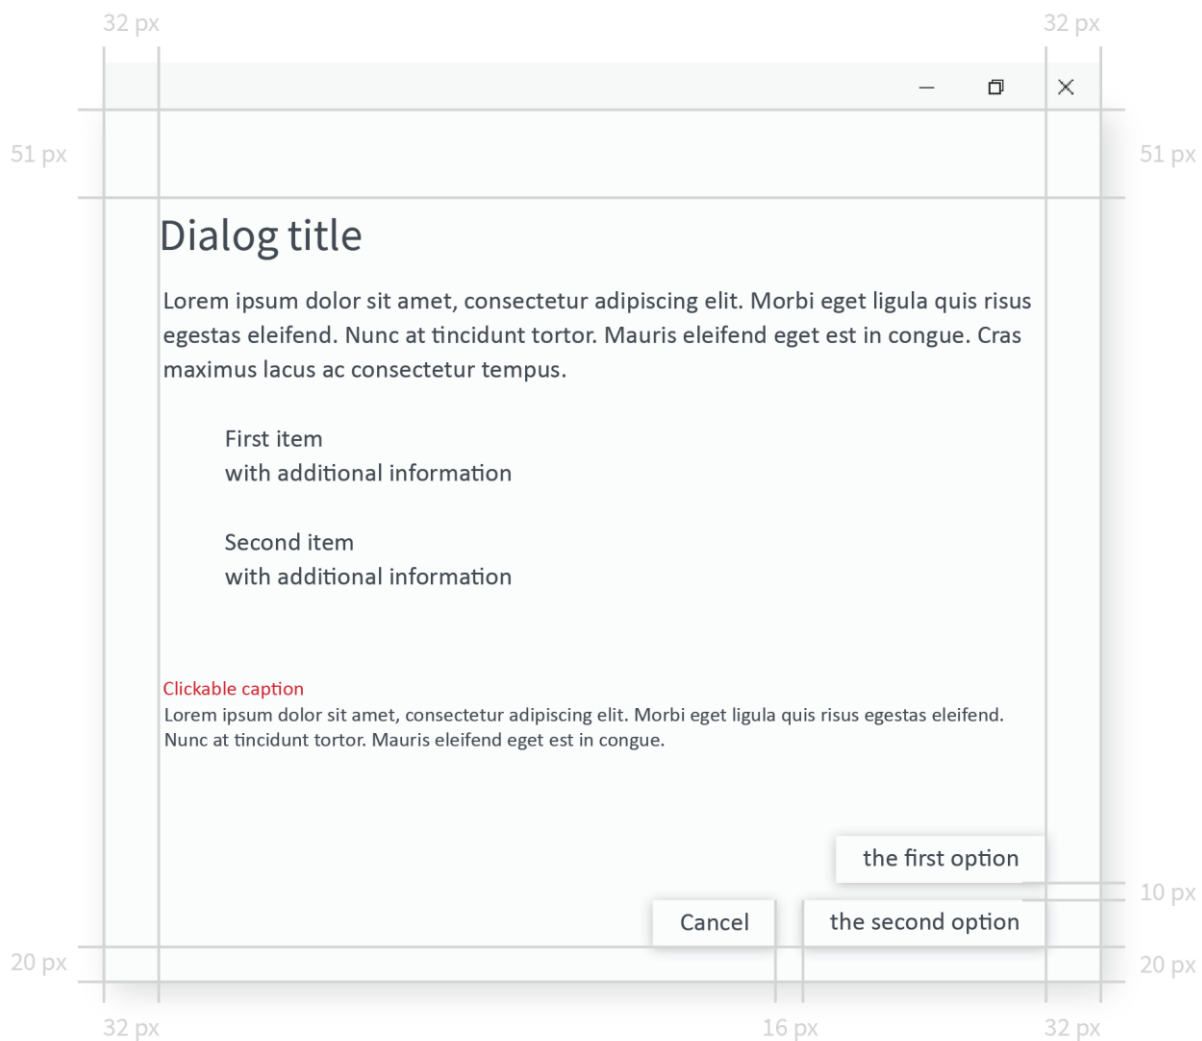 32 px
32 px
51 px
51 px
Dialog title
Lorem ipsum dolor sit amet, consectetur adipiscing elit. Morbi eget ligula quis risus
egestas eleifend. Nunc at tincidunt tortor. Mauris eleifend eget est in congue. Cras
maximus lacus ac consectetur tempus.
First item
with additional information
Second item
with additional information
Clickable caption
Lorem ipsum dolor sit amet, consectetur adipiscing elit. Morbi eget ligula quis risus egestas eleifend.
Nunc at tincidunt tortor. Mauris eleifend eget est in congue.
the first option
10 px
Cancel
the second option
20 px
20 px
32 px
16 px
32 px